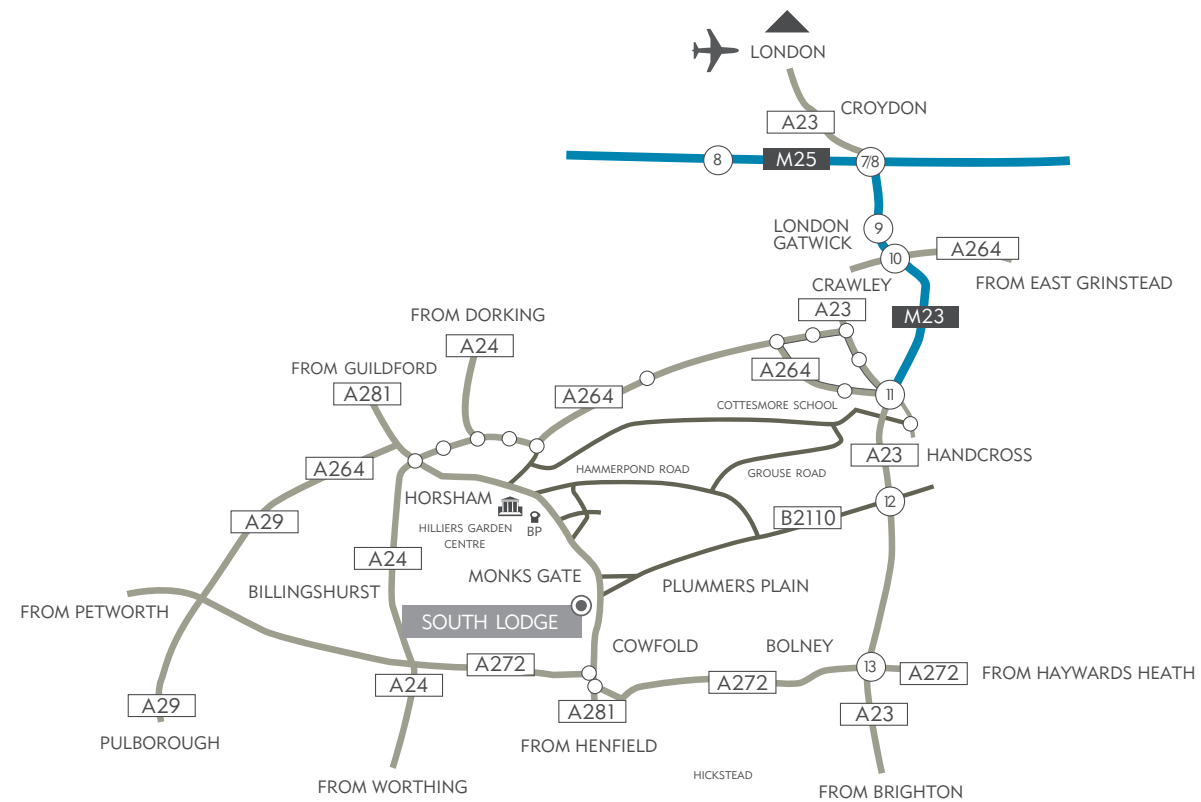 LONDON
CROYDON
A23
8
M25
7/8
LONDON
GATWICK
9
10
A264
FROM EAST GRINSTEAD
CRAWLEY
A23
M23
FROM DORKING
A24
FROM GUILDFORD
A281
A264
A264
11
COTTESMORE SCHOOL
A264
HAMMERPOND ROAD
GROUSE ROAD
A23
HANDCROSS
HORSHAM
12
A29
HILLIERS GARDEN
CENTRE
BP
B2110
A24
MONKS GATE
PLUMMERS PLAIN
BILLINGSHURST
FROM PETWORTH
SOUTH LODGE
COWFOLD
BOLNEY
A272
13
A272
FROM HAYWARDS HEATH
A24
A272
A29
A281
A23
PULBOROUGH
FROM HENFIELD
HICKSTEAD
FROM WORTHING
FROM BRIGHTON